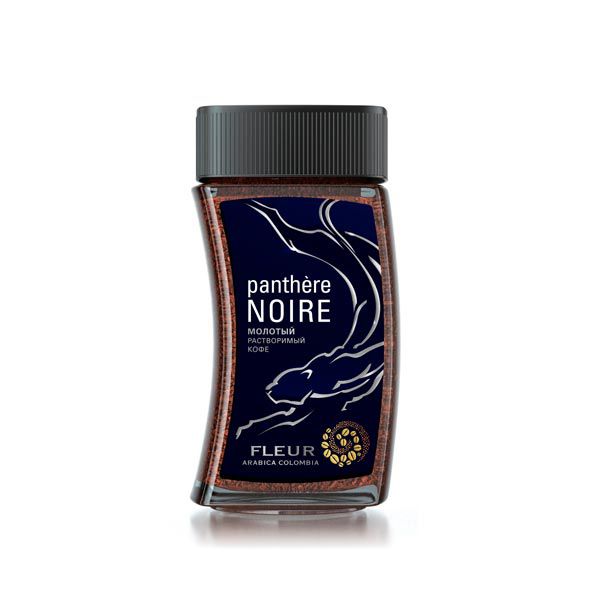 panthère
NOIRE
МОЛОТЫЙ
РАСТВОРИМЫЙ
КОФЕ
FLEUR
ARABICA COLOMBIA